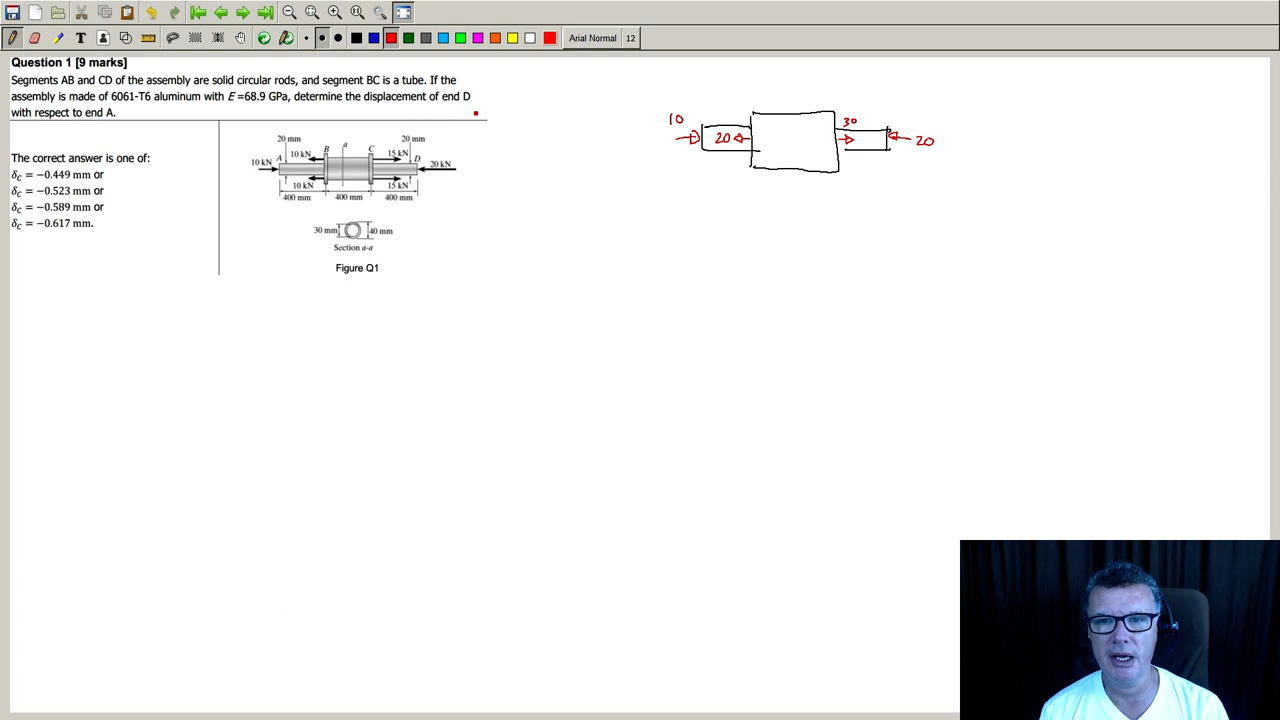 Arial Normal 12
Question 1 [9 marks]
Segments AB and CD of the assembly are solid circular rods, and segment BC is a tube. If the
assembly is made of 6061-T6 aluminum with E =68.9 GPa, determine the displacement of end D
with respect to end A.
The correct answer is one of:
δc = −0.449 mm or
δc = −0.523 mm or
δc = −0.589 mm or
δc = −0.617 mm.
20 mm 20 mm
10 kN B a C 15 kN
10 kN A D 20 kN
10 kN 15 kN
400 mm 400 mm 400 mm
30 mm 40 mm
Section a-a
Figure Q1
10 30
20 20